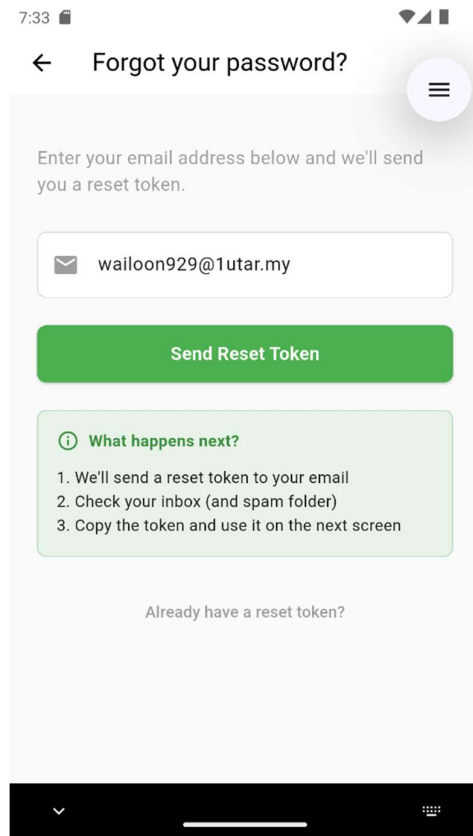 7:33
Forgot your password?
Enter your email address below and we'll send
you a reset token.
wailoon929@1utar.my
Send Reset Token
What happens next?
1. We'll send a reset token to your email
2. Check your inbox (and spam folder)
3. Copy the token and use it on the next screen
Already have a reset token?